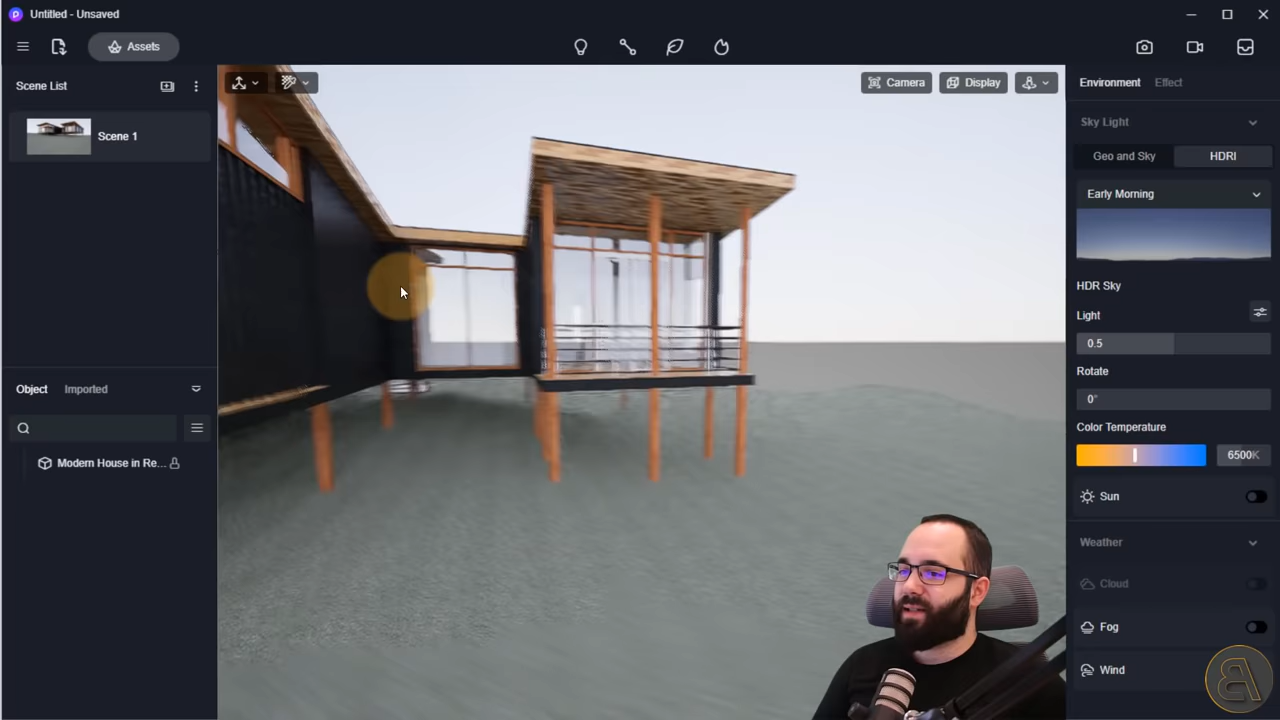 Untitled - Unsaved
Assets
Scene List
Scene 1
Camera
Display
Environment
Effect
Sky Light
Geo and Sky
HDRI
Early Morning
HDR Sky
Light
0.5
Rotate
0°
Color Temperature
6500K
Sun
Weather
Cloud
Fog
Wind
Object
Imported
Modern House in Re...